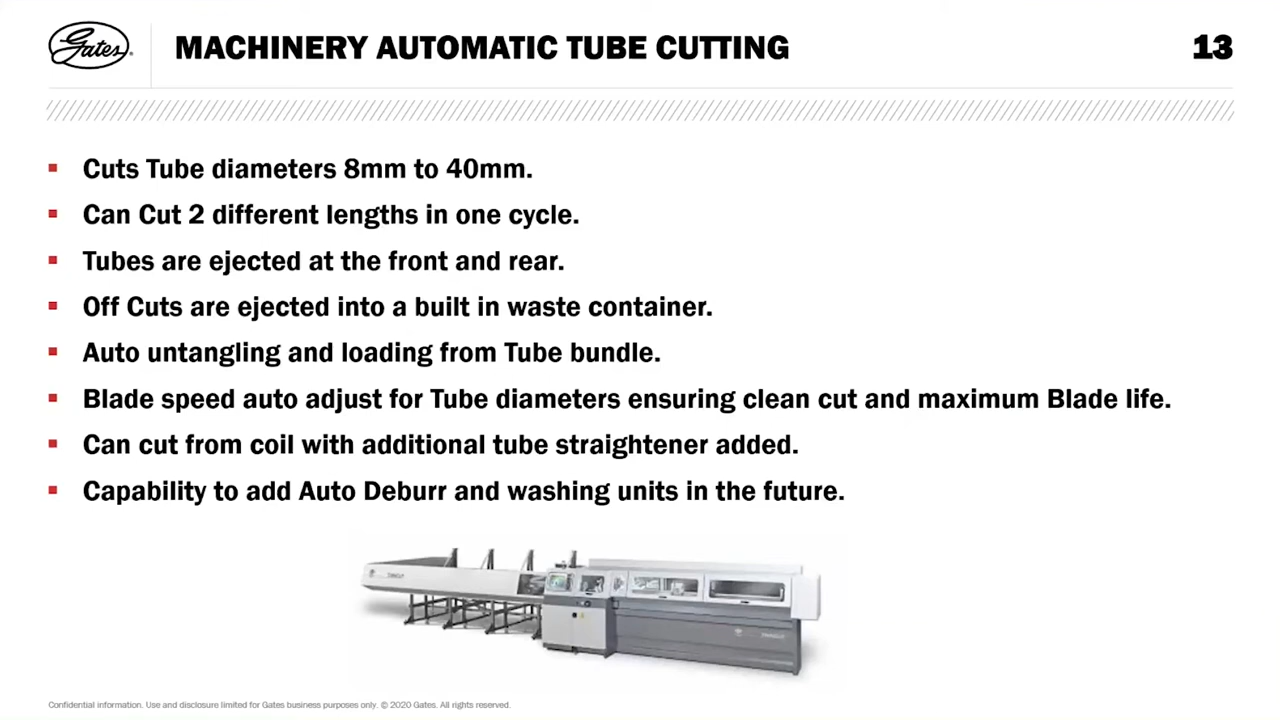 Gates
MACHINERY AUTOMATIC TUBE CUTTING
13
Cuts Tube diameters 8mm to 40mm.
Can Cut 2 different lengths in one cycle.
Tubes are ejected at the front and rear.
Off Cuts are ejected into a built in waste container.
Auto untangling and loading from Tube bundle.
Blade speed auto adjust for Tube diameters ensuring clean cut and maximum Blade life.
Can cut from coil with additional tube straightener added.
Capability to add Auto Deburr and washing units in the future.
Confidential information. Use and disclosure limited for Gates business purposes only. © 2020 Gates. All rights reserved.